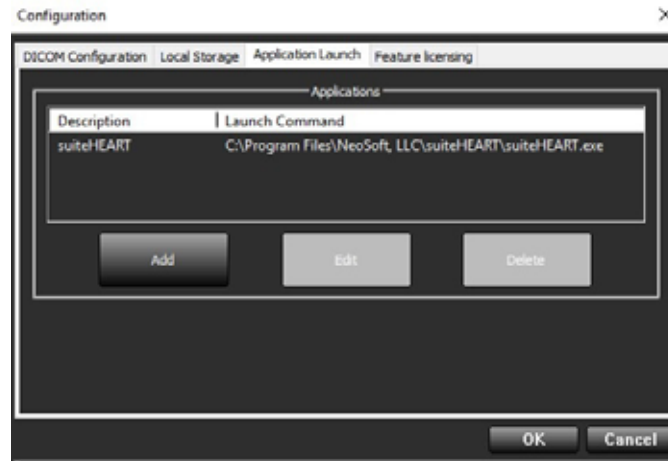 Configuration
DICOM Configuration Local Storage Application Launch Feature licensing
Applications
Description Launch Command
suiteHEART C:\Program Files\NeoSoft, LLC\suiteHEART\suiteHEART.exe
Add Edit Delete
OK Cancel